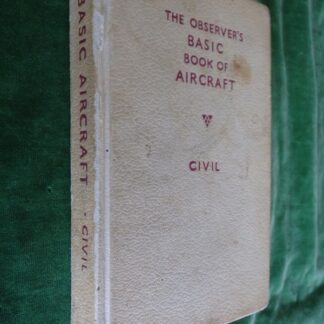 THE OBSERVER'S
BASIC
BOOK OF
AIRCRAFT
CIVIL
BASIC AIRCRAFT - CIVIL